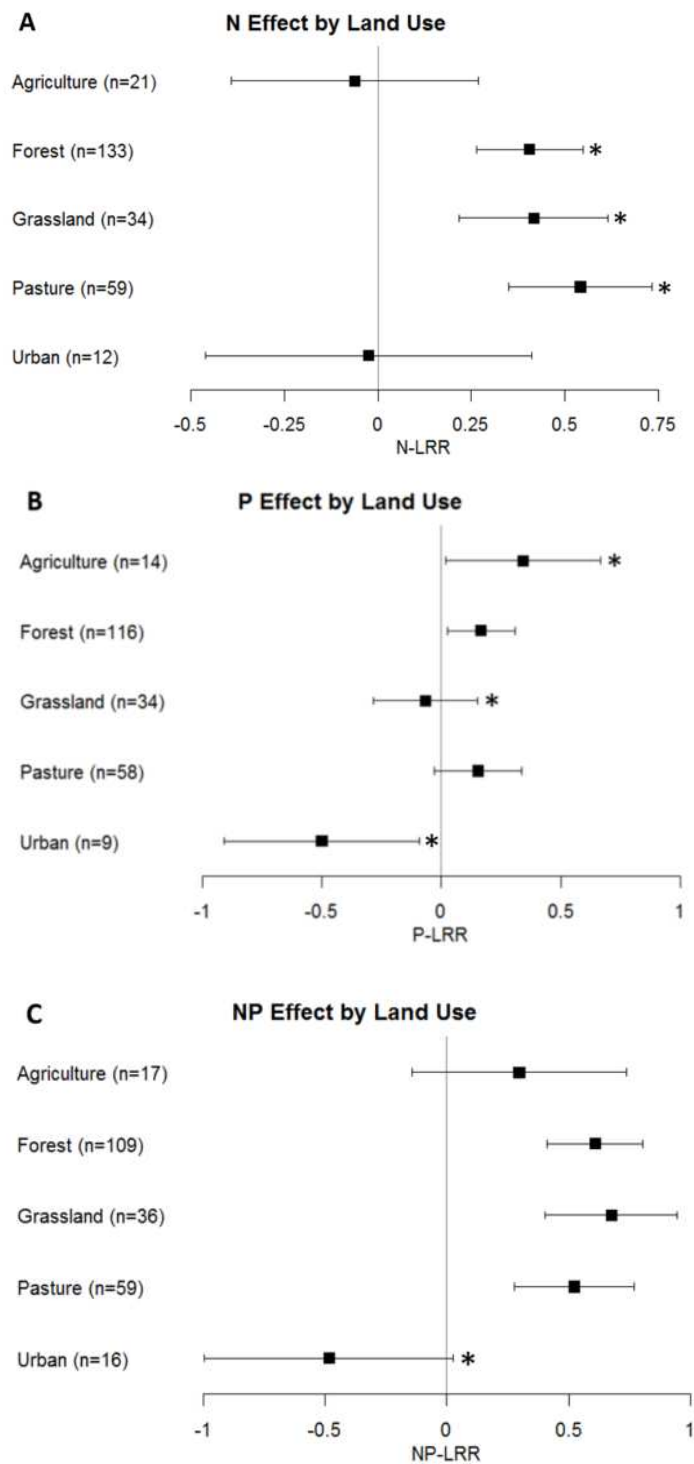 A
N Effect by Land Use
Agriculture (n=21)
Forest (n=133)
*
Grassland (n=34)
*
Pasture (n=59)
*
Urban (n=12)
-0.5 -0.25 0 0.25 0.5 0.75
N-LRR
B
P Effect by Land Use
Agriculture (n=14)
*
Forest (n=116)
Grassland (n=34)
*
Pasture (n=58)
Urban (n=9)
*
-1 -0.5 0 0.5 1
P-LRR
C
NP Effect by Land Use
Agriculture (n=17)
Forest (n=109)
Grassland (n=36)
Pasture (n=59)
Urban (n=16)
*
-1 -0.5 0 0.5 1
NP-LRR